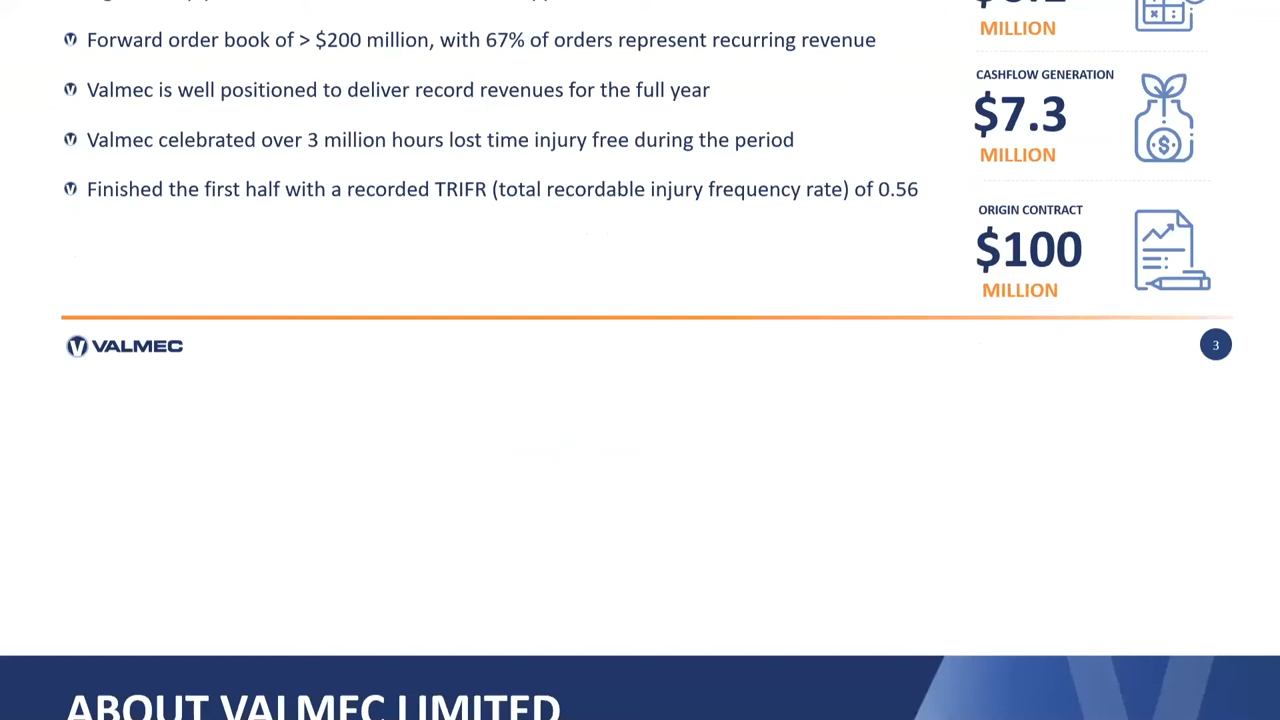 Forward order book of > $200 million, with 67% of orders represent recurring revenue
Valmec is well positioned to deliver record revenues for the full year
Valmec celebrated over 3 million hours lost time injury free during the period
Finished the first half with a recorded TRIFR (total recordable injury frequency rate) of 0.56
MILLION
CASHFLOW GENERATION
$7.3
MILLION
ORIGIN CONTRACT
$100
MILLION
VALMEC
3
ABOUT VALMEC LIMITED